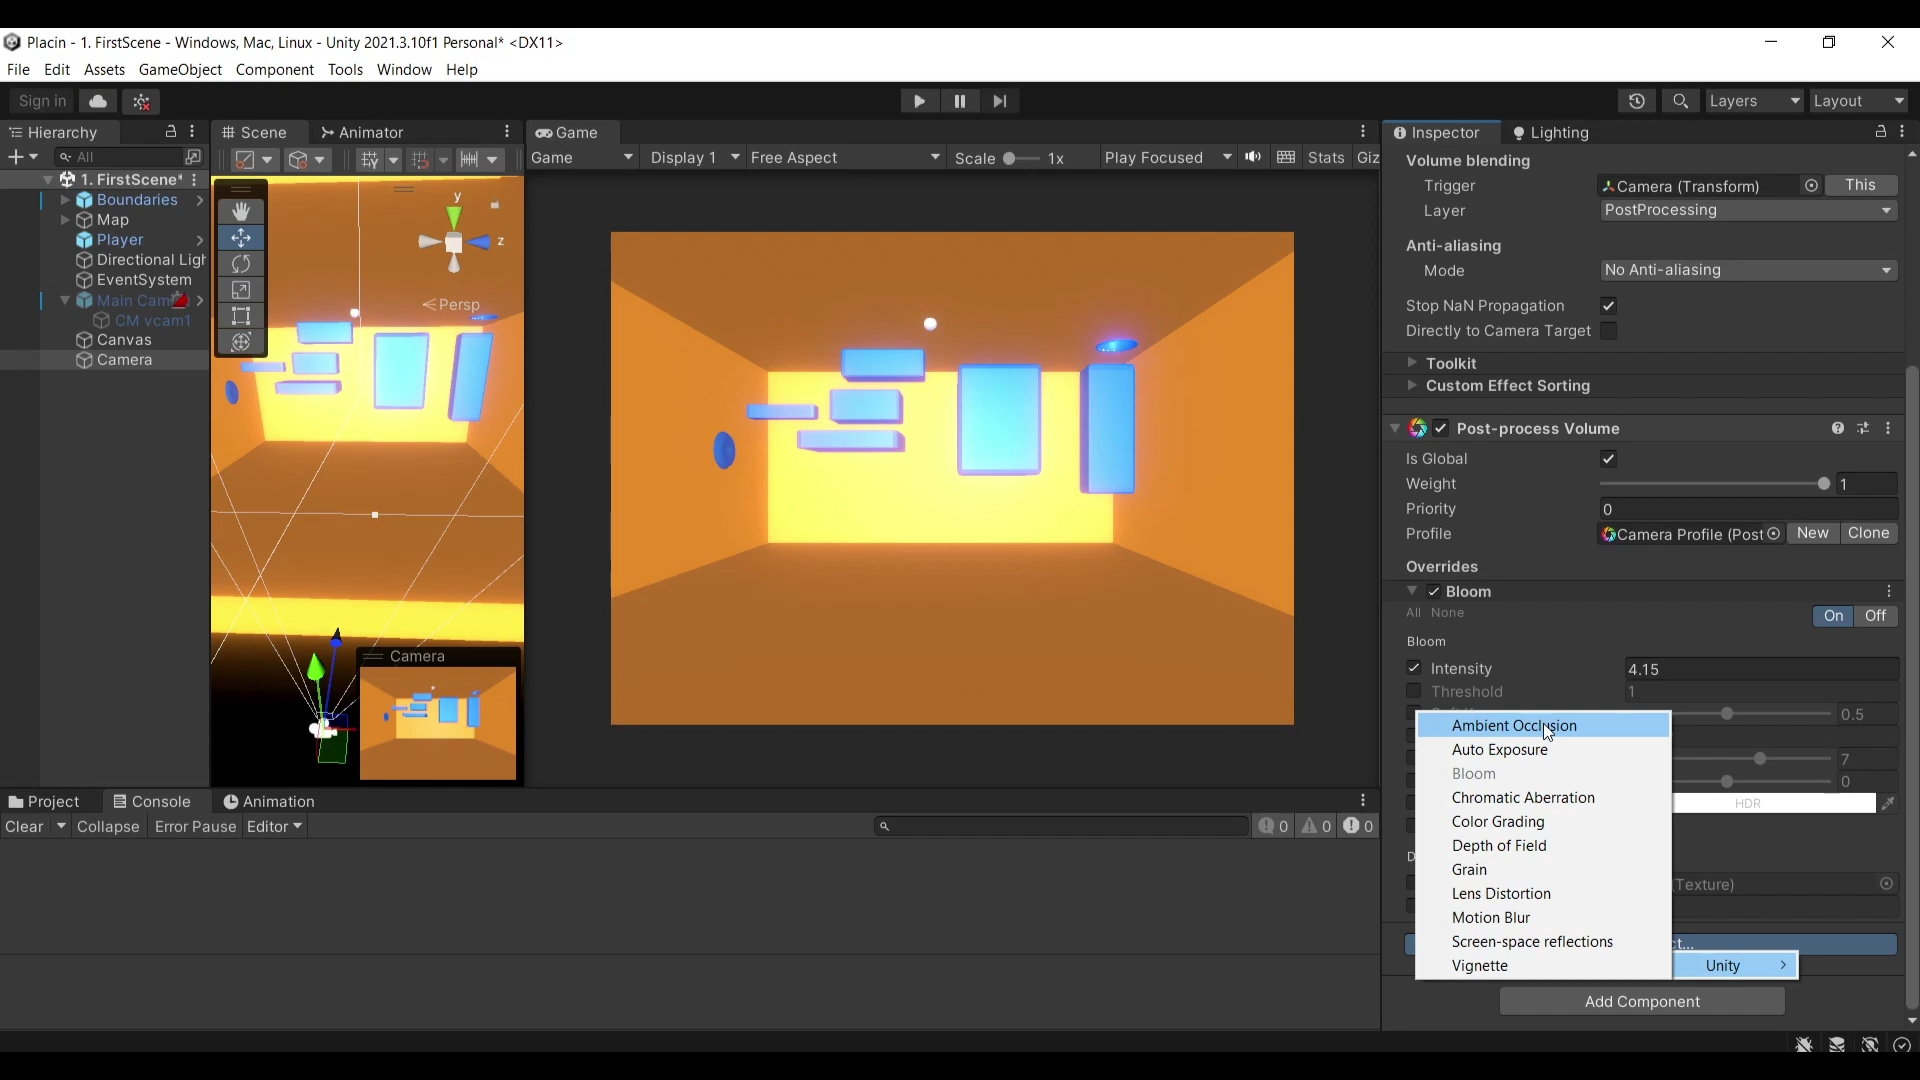 Placin - 1. FirstScene - Windows, Mac, Linux - Unity 2021.3.10f1 Personal* <DX11>
File Edit Assets GameObject Component Tools Window Help
Sign in Layers Layout
Hierarchy Scene Animator Game Inspector Lighting
All Game Display 1 Free Aspect Scale 1x Play Focused Stats Giz
1. FirstScene*
Boundaries
Map
Player
Directional Ligh
EventSystem
Main Cam
CM vcam1
Canvas
Camera
y
z
Persp
Camera
Volume blending
Trigger Camera (Transform) This
Layer PostProcessing
Anti-aliasing
Mode No Anti-aliasing
Stop NaN Propagation
Directly to Camera Target
Toolkit
Custom Effect Sorting
Post-process Volume
Is Global
Weight 1
Priority 0
Profile Camera Profile (Post New Clone
Overrides
Bloom
All None On Off
Bloom
Intensity 4.15
Threshold 1
0.5
Ambient Occlusion
Auto Exposure 7
Bloom 0
Chromatic Aberration HDR
Color Grading
Depth of Field D
Grain (Texture)
Lens Distortion
Motion Blur
Screen-space reflections ct...
Vignette Unity
Add Component
Project Console Animation
Clear Collapse Error Pause Editor 0 0 0